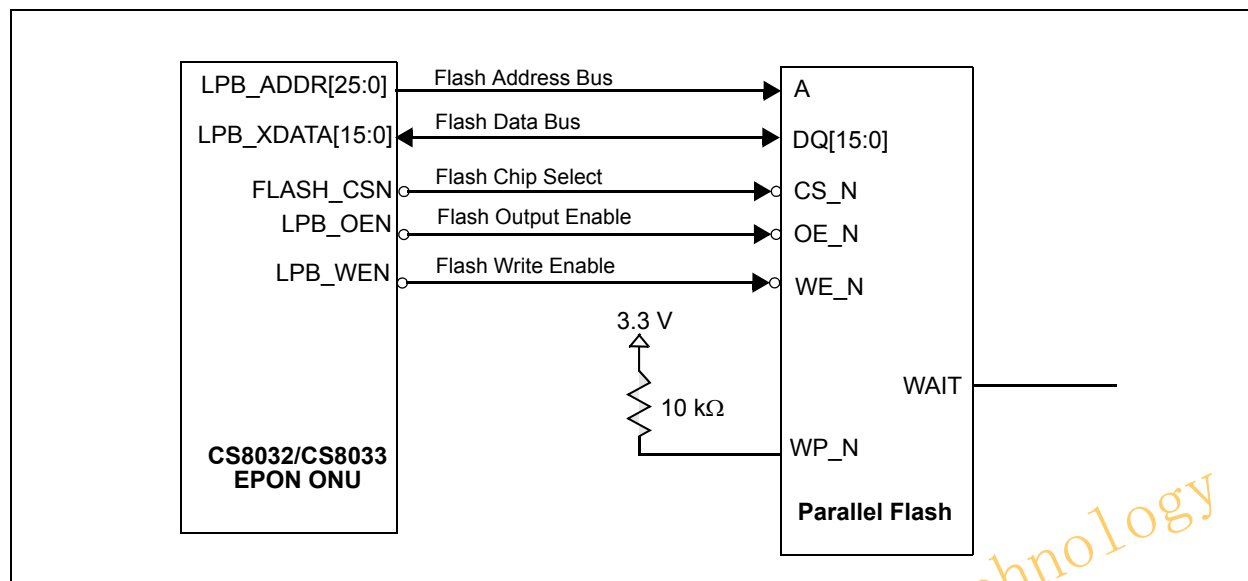 LPB_ADDR[25:0]
Flash Address Bus
A
LPB_XDATA[15:0]
Flash Data Bus
DQ[15:0]
FLASH_CSN
Flash Chip Select
CS_N
LPB_OEN
Flash Output Enable
OE_N
LPB_WEN
Flash Write Enable
WE_N
3.3 V
WAIT
10 kΩ
WP_N
CS8032/CS8033
EPON ONU
Parallel Flash